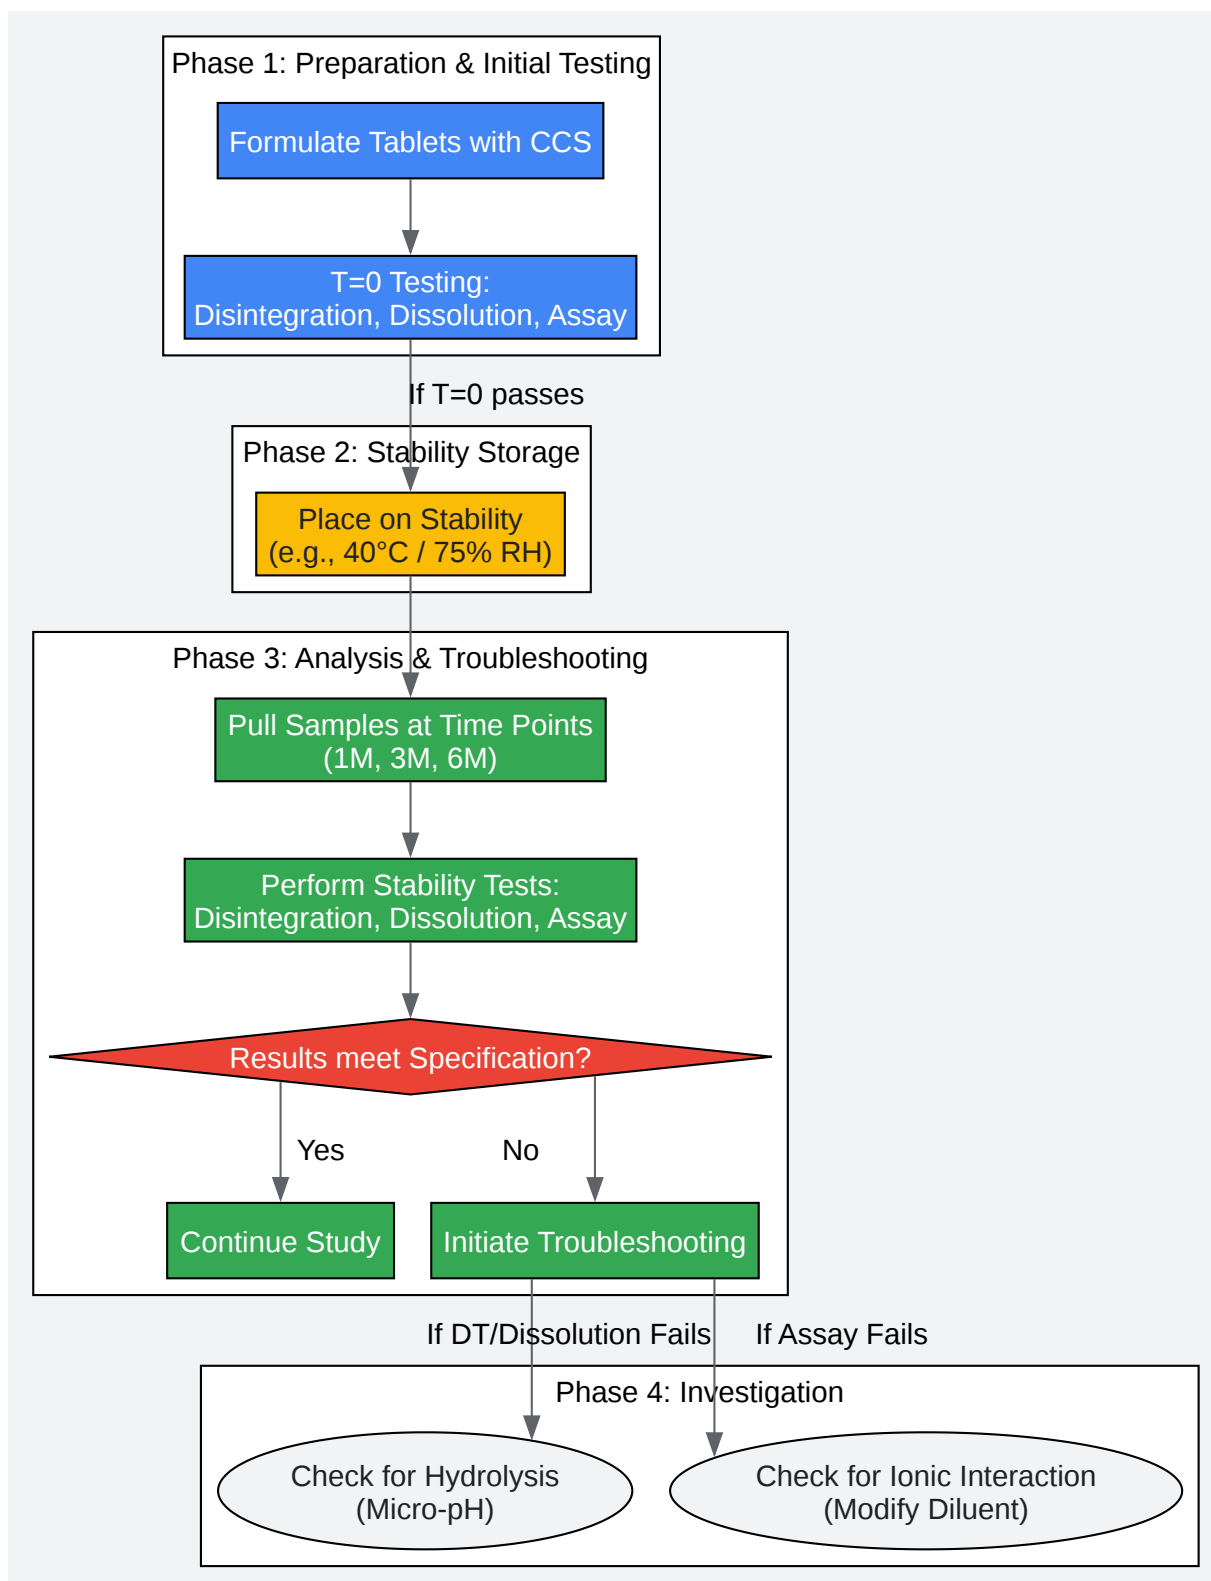 Phase 1: Preparation & Initial Testing
Formulate Tablets with CCS
T=0 Testing:
Disintegration, Dissolution, Assay
If T=0 passes
Phase 2: Stability Storage
Place on Stability
(e.g., 40°C / 75% RH)
Phase 3: Analysis & Troubleshooting
Pull Samples at Time Points
(1M, 3M, 6M)
Perform Stability Tests:
Disintegration, Dissolution, Assay
Results meet Specification?
Yes
No
Continue Study
Initiate Troubleshooting
If DT/Dissolution Fails
If Assay Fails
Phase 4: Investigation
Check for Hydrolysis
(Micro-pH)
Check for Ionic Interaction
(Modify Diluent)